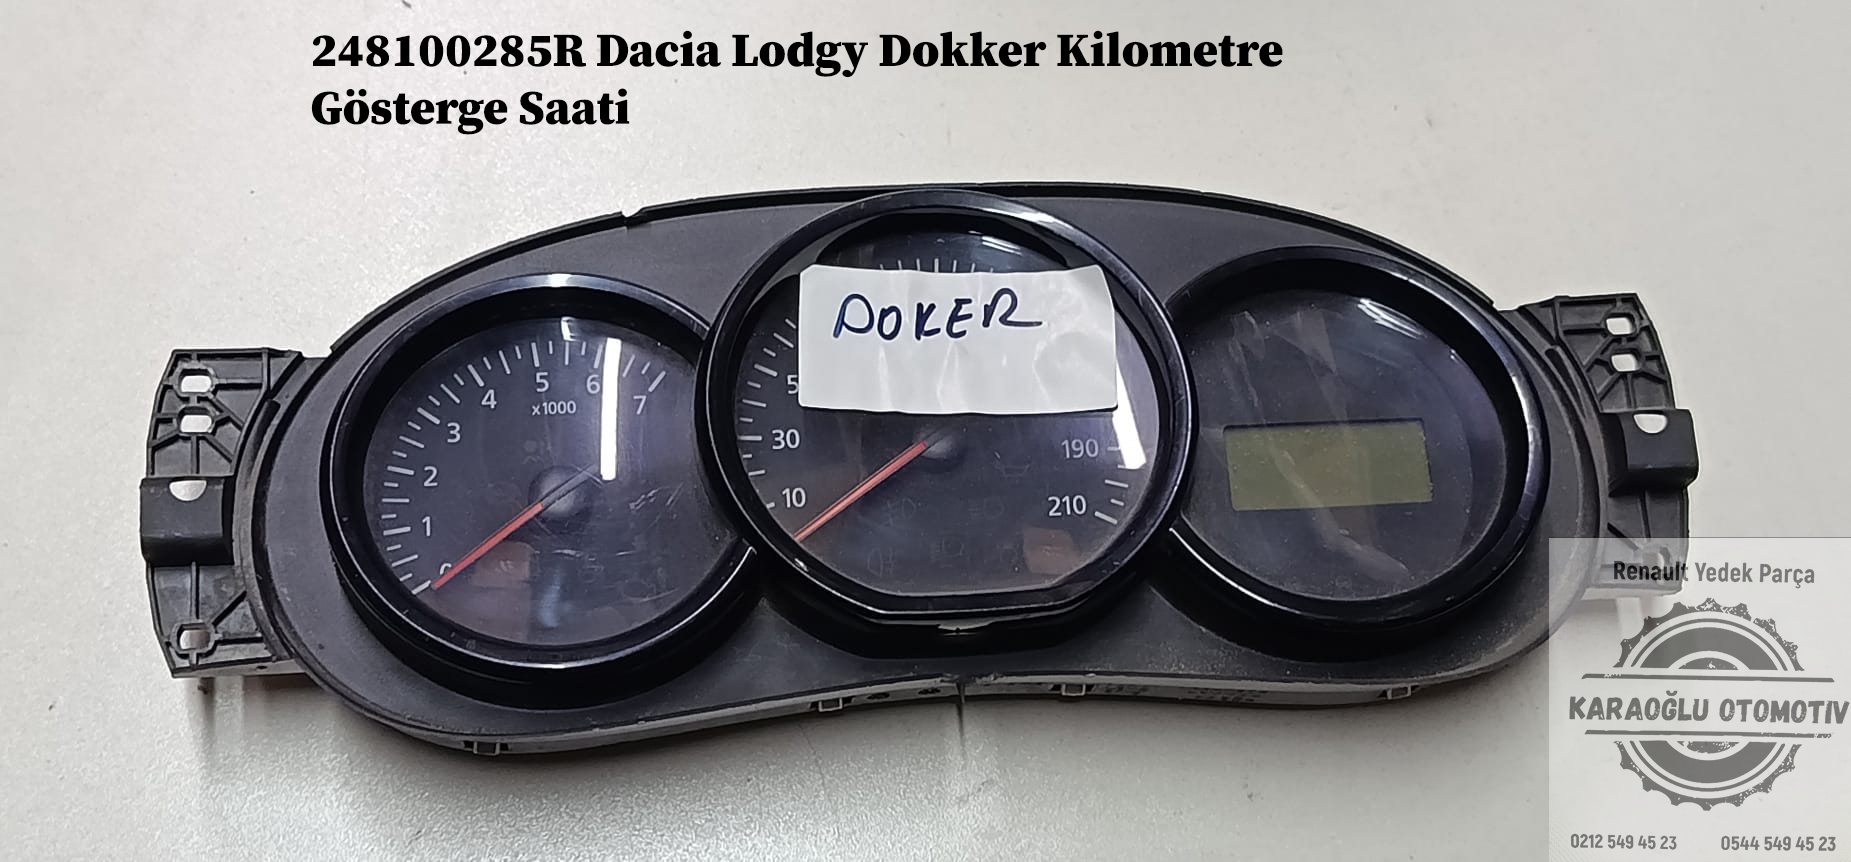 248100285R Dacia Lodgy Dokker Kilometre
Gösterge Saati
DOKER
5
6
4
x1000
7
3
5
30
190
2
10
210
1
0
Renault Yedek Parça
KARAOĞLU OTOMOTIV
0212 549 45 23 0544 549 45 23